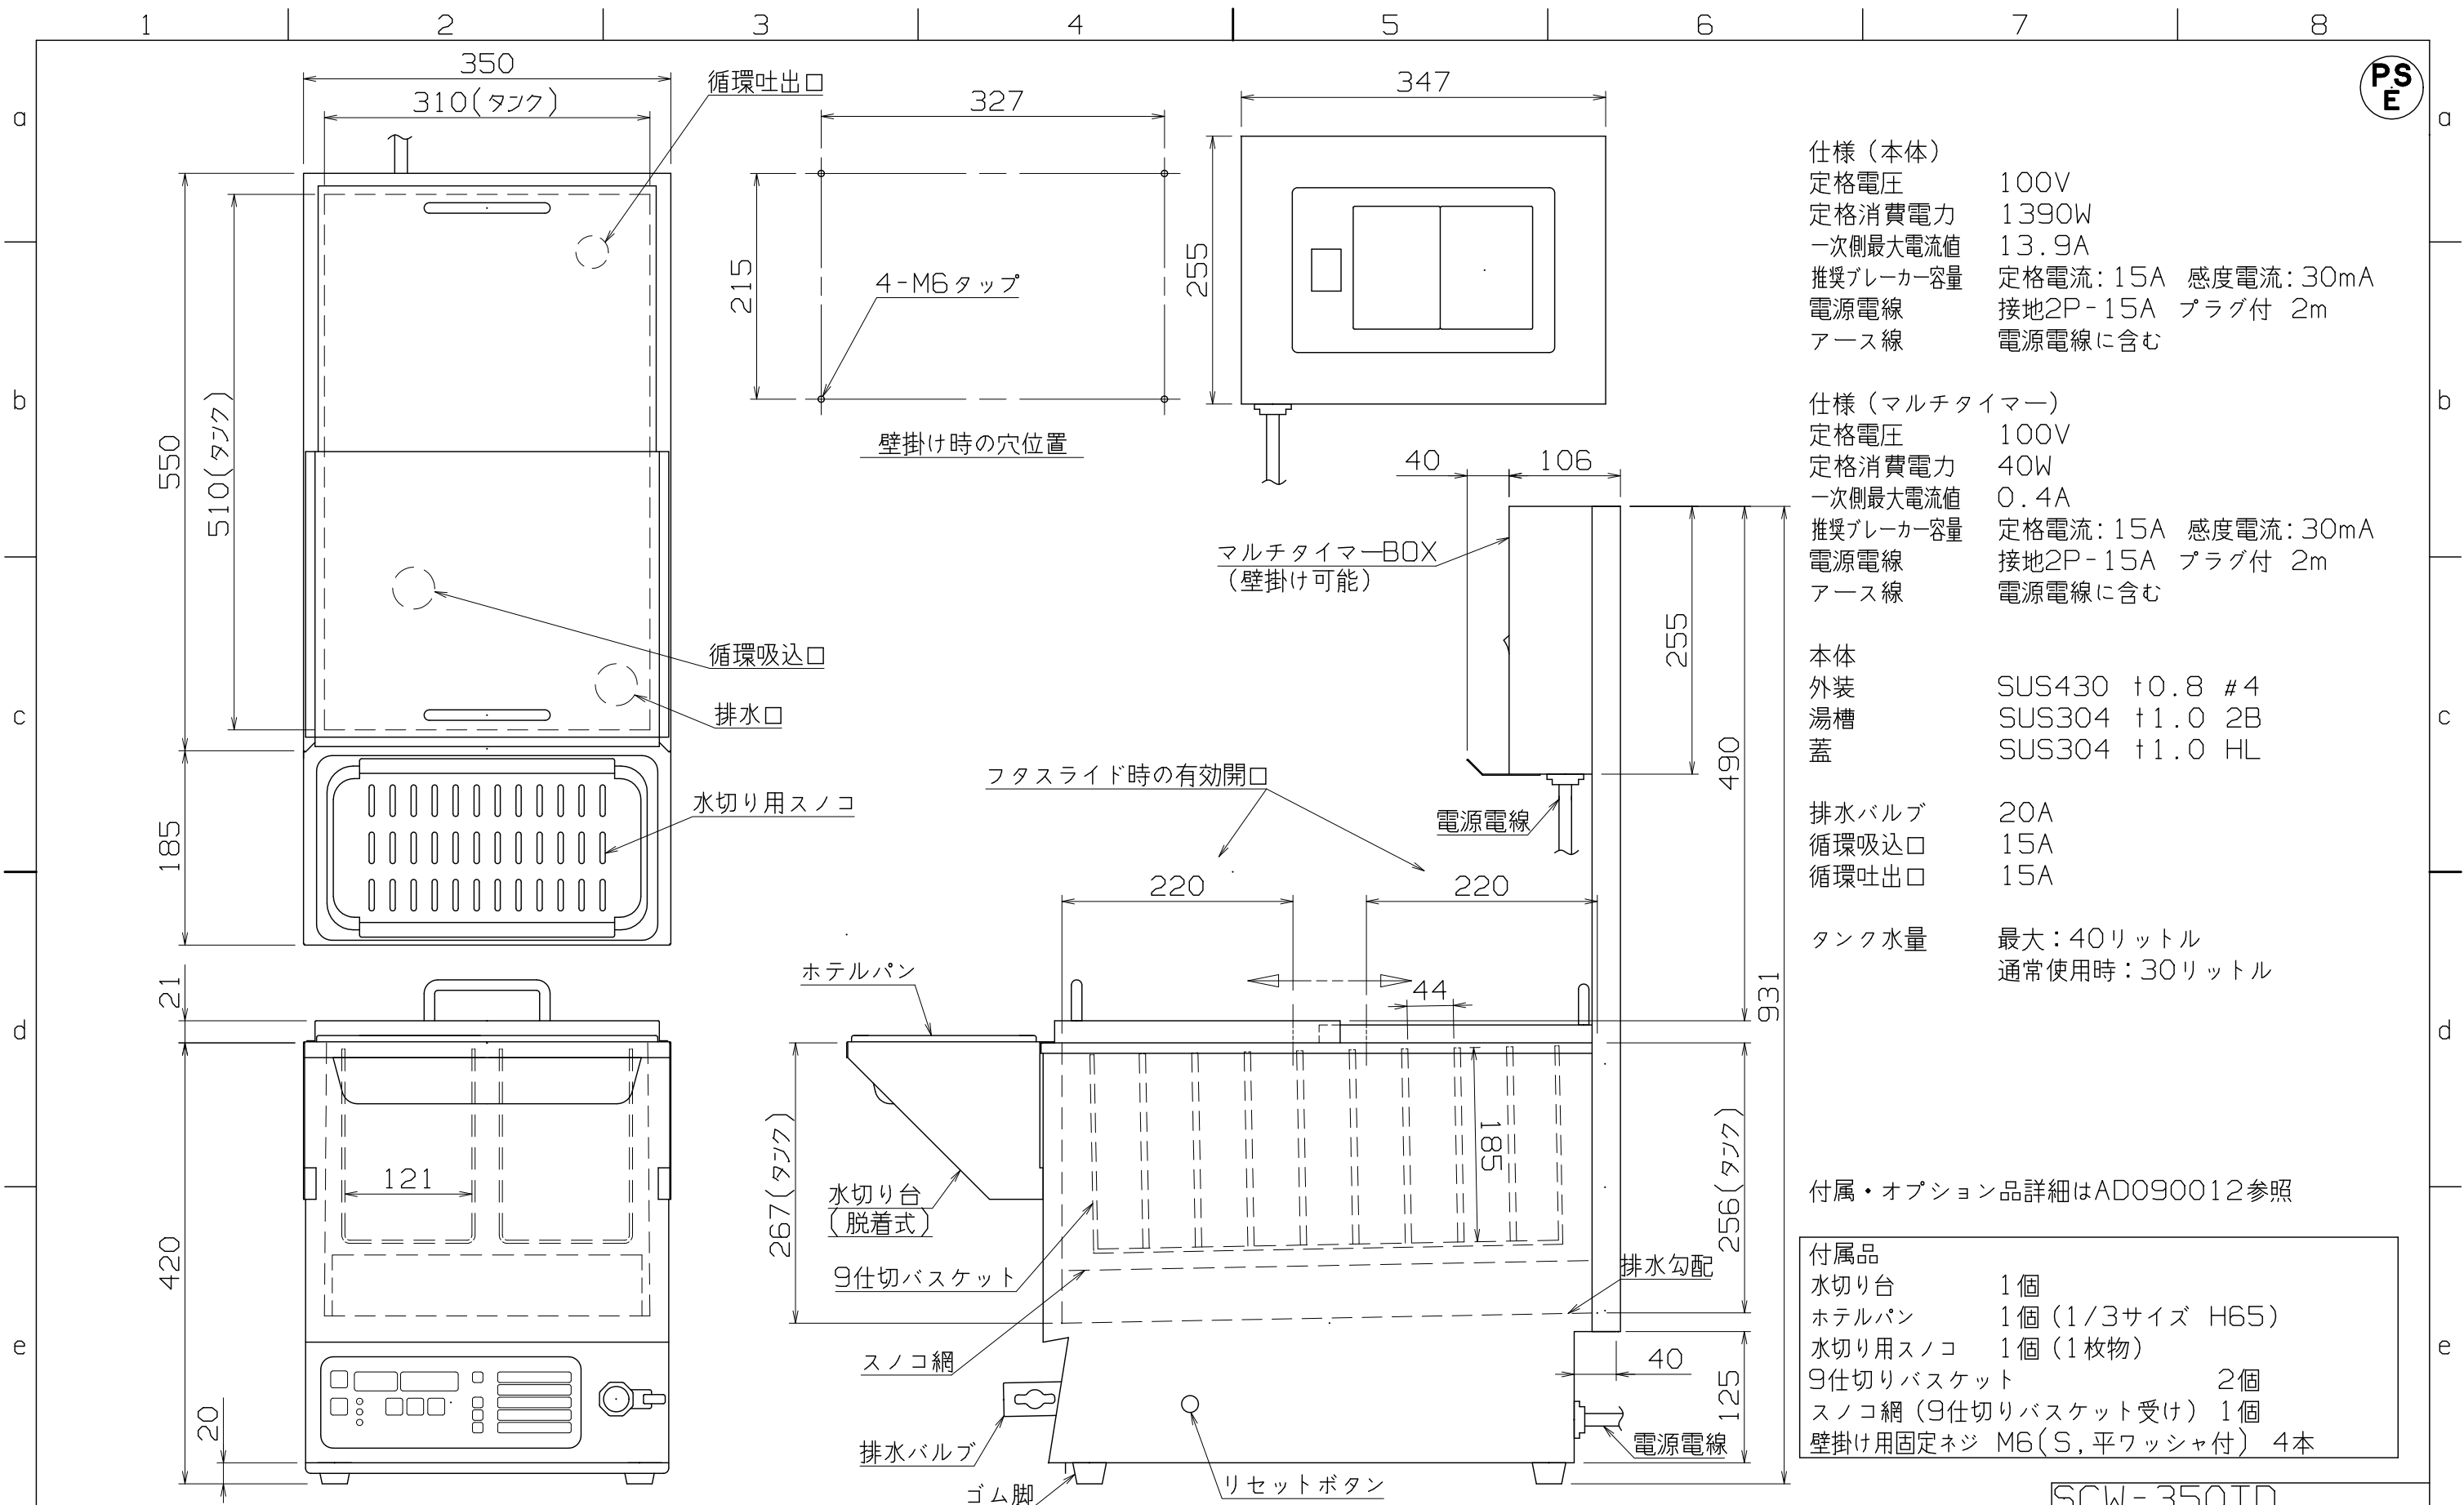 1 2 3 4 5 6 7 8
a
a
b
b
c
c
d
d
e
e
350
310(タンク)
循環吐出口
550
510(タンク)
循環吸込口
排水口
水切り用スノコ
185
327
215
4-M6タップ
壁掛け時の穴位置
347
255
40
106
マルチタイマーBOX
(壁掛け可能)
255
490
931
電源電線
フタスライド時の有効開口
220
220
44
ホテルパン
185
267(タンク)
256(タンク)
水切り台
(脱着式)
9仕切バスケット
スノコ網
排水勾配
40
125
排水バルブ
ゴム脚
リセットボタン
電源電線
21
121
420
20
PS
E
仕様(本体)
定格電圧 100V
定格消費電力 1390W
一次側最大電流値 13.9A
推奨ブレーカー容量 定格電流:15A 感度電流:30mA
電源電線 接地2P-15A プラグ付 2m
アース線 電源電線に含む
仕様(マルチタイマー)
定格電圧 100V
定格消費電力 40W
一次側最大電流値 0.4A
推奨ブレーカー容量 定格電流:15A 感度電流:30mA
電源電線 接地2P-15A プラグ付 2m
アース線 電源電線に含む
本体
外装 SUS430 t0.8 #4
湯槽 SUS304 t1.0 2B
蓋 SUS304 t1.0 HL
排水バルブ 20A
循環吸込口 15A
循環吐出口 15A
タンク水量 最大:40リットル
通常使用時:30リットル
付属・オプション品詳細はAD090012参照
付属品
水切り台 1個
ホテルパン 1個(1/3サイズ H65)
水切り用スノコ 1個(1枚物)
9仕切りバスケット 2個
スノコ網(9仕切りバスケット受け) 1個
壁掛け用固定ネジ M6(S,平ワッシャ付) 4本
SCW-350TD